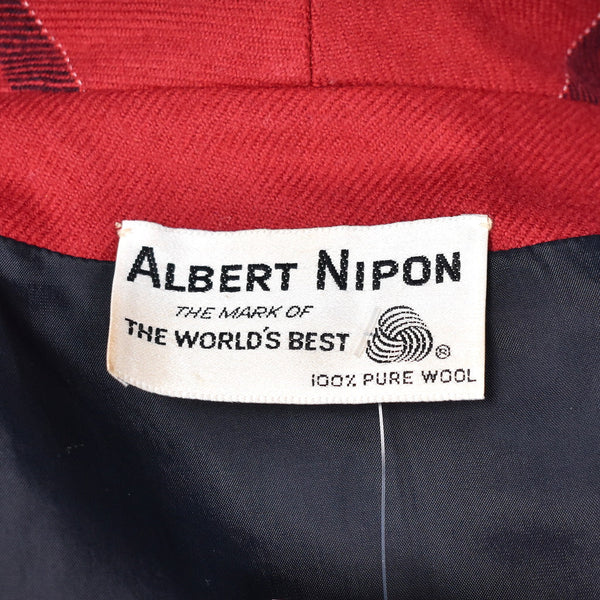 ALBERT NIPON
THE MARK OF
THE WORLD'S BEST
®
100% PURE WOOL